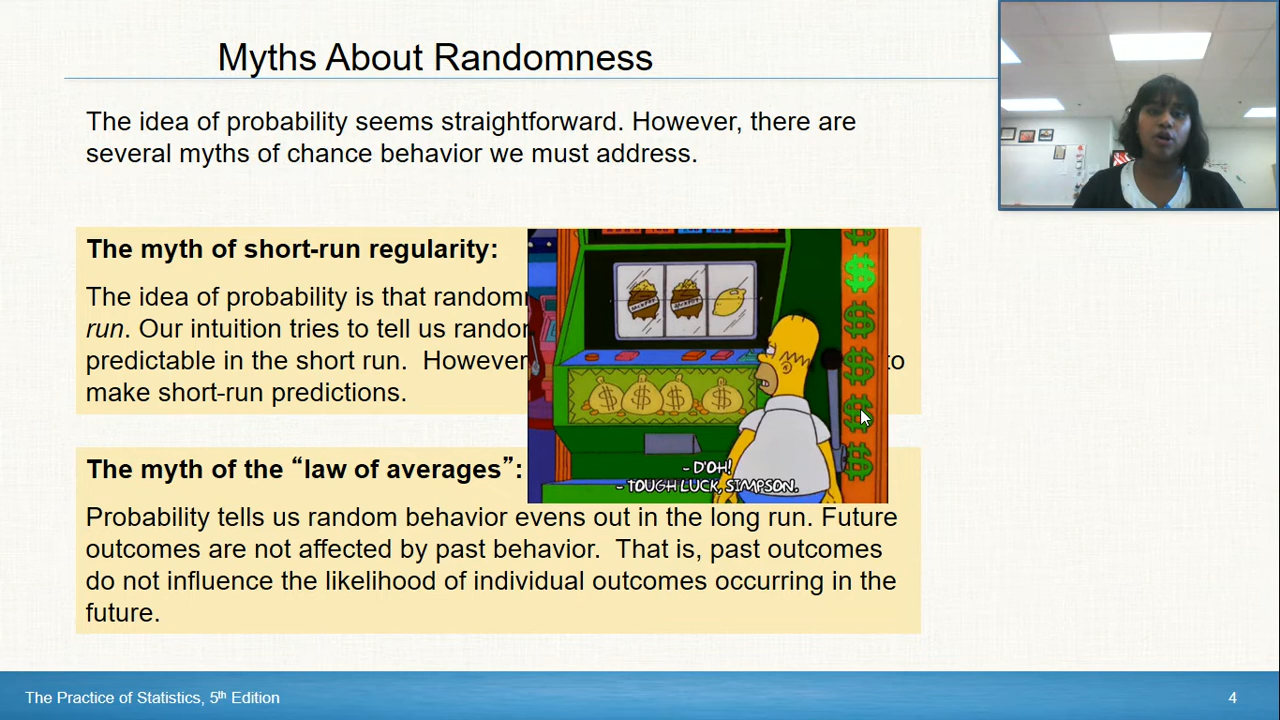 Myths About Randomness
The idea of probability seems straightforward. However, there are
several myths of chance behavior we must address.
The myth of short-run regularity:
The idea of probability is that random
run. Our intuition tries to tell us random
predictable in the short run.  However to
make short-run predictions.
JACKPOT JACKPOT
- D'OH!
- TOUGH LUCK, SIMPSON.
The myth of the “law of averages”:
Probability tells us random behavior evens out in the long run. Future
outcomes are not affected by past behavior.  That is, past outcomes
do not influence the likelihood of individual outcomes occurring in the
future.
The Practice of Statistics, 5th Edition
4